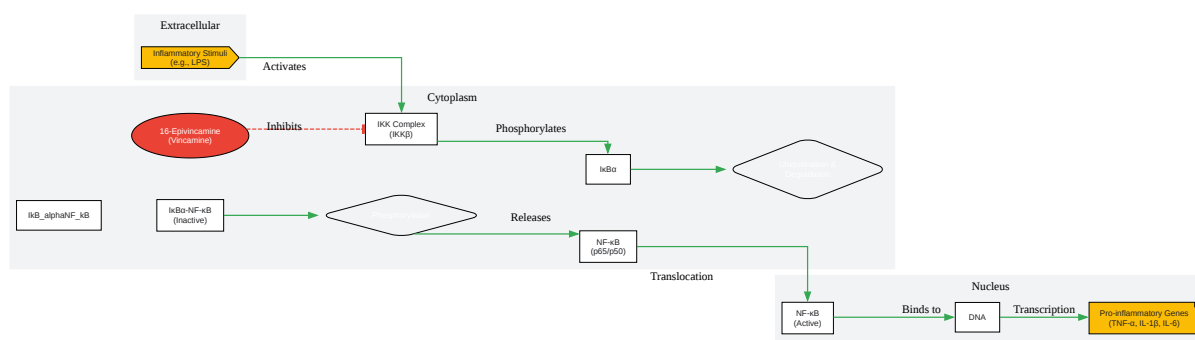 Extracellular
Inflammatory Stimuli
(e.g., LPS)
Activates
Cytoplasm
16-Epivincamine
(Vincamine)
Inhibits
IKK Complex
(IKKβ)
Phosphorylates
IκBα
Ubiquitination &
Degradation
IkB_alphaNF_kB
IκBα-NF-κB
(Inactive)
Releases
NF-κB
(p65/p50)
Translocation
Nucleus
NF-κB
(Active)
Binds to
DNA
Transcription
Pro-inflammatory Genes
(TNF-α, IL-1β, IL-6)